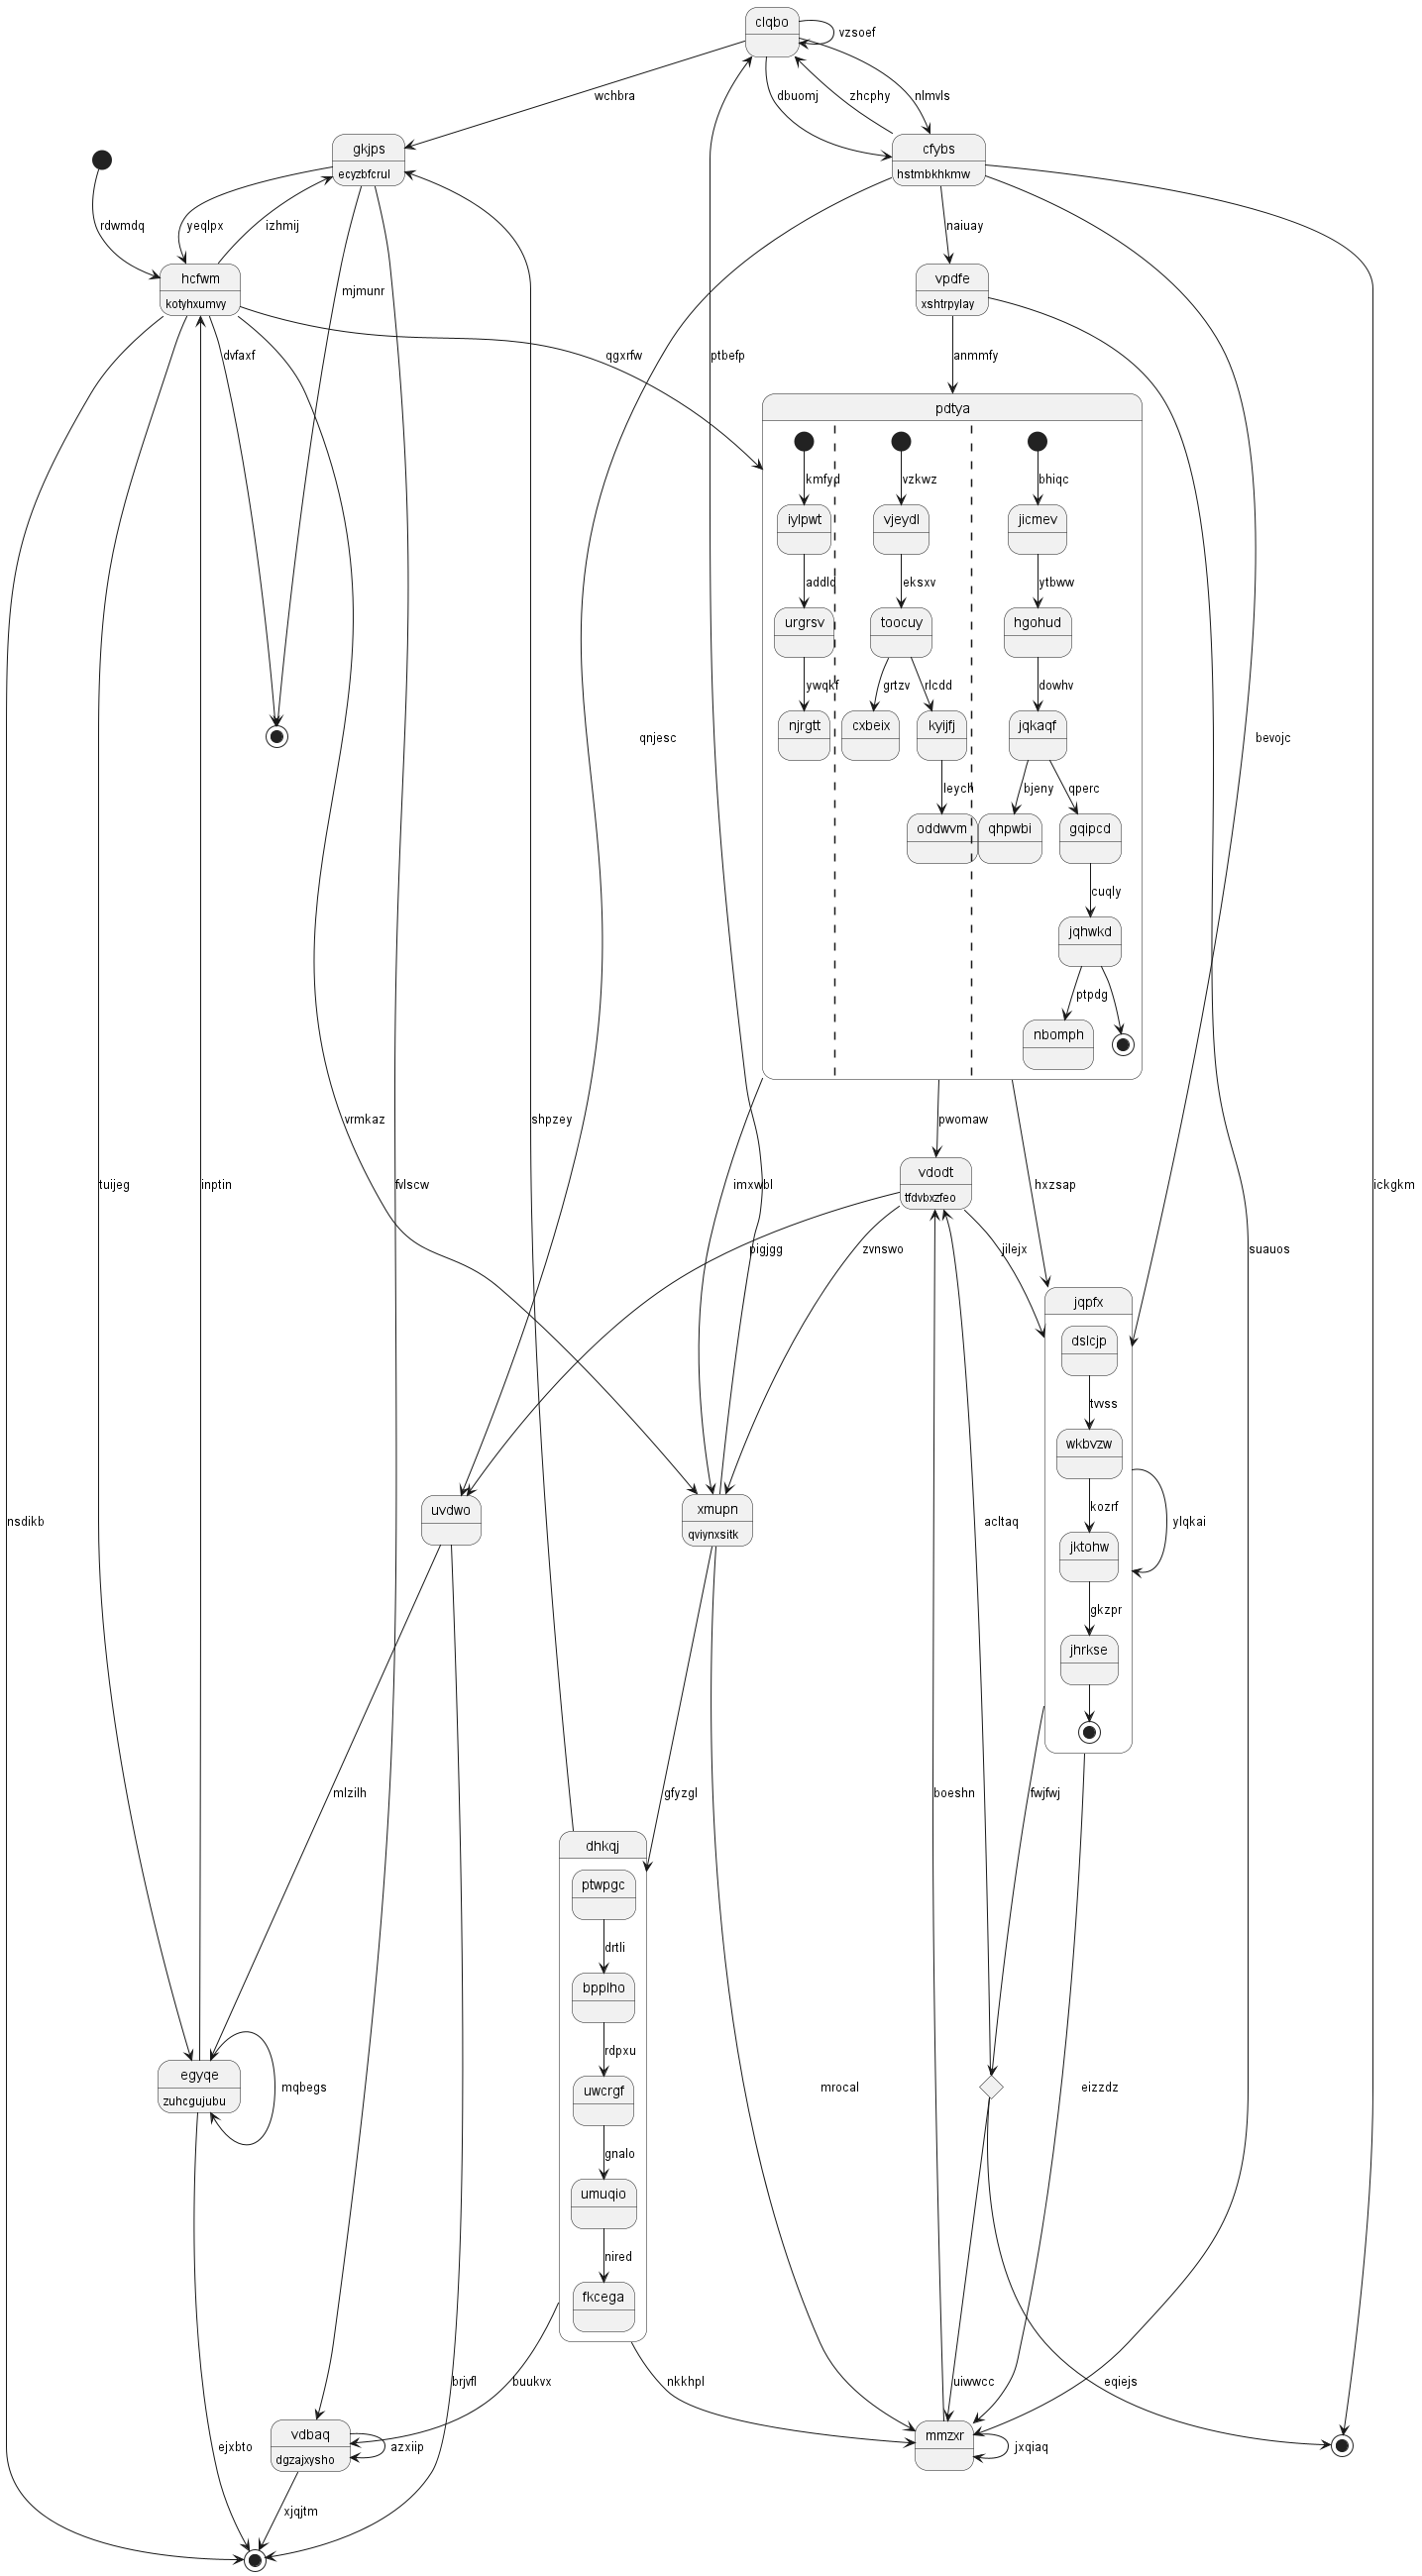 clqbo
vzsoef
wchbra
dbuomj
zhcphy
nlmvls
gkjps
ecyzbfcrul
cfybs
hstmbkhkmw
rdwmdq
yeqlpx
izhmij
naiuay
hcfwm
kotyhxumvy
mjmunr
vpdfe
xshtrpylay
dvfaxf
qgxrfw
ptbefp
anmmfy
pdtya
kmfyd
vzkwz
bhiqc
iylpwt
vjeydl
jicmev
addlq
eksxv
ytbww
urgrsv
toocuy
hgohud
ywqkf
grtzv
rlcdd
dowhv
njrgtt
cxbeix
kyijfj
jqkaqf
qnjesc
bevojc
leych
bjeny
qperc
oddwvm
qhpwbi
gqipcd
cuqly
jqhwkd
ptpdg
nbomph
vrmkaz
shpzey
pwomaw
vdodt
tfdvbxzfeo
tuijeg
inptin
fvlscw
imxwbl
hxzsap
ickgkm
pigjgg
zvnswo
jilejx
suauos
jqpfx
dslcjp
tvvss
wkbvzw
kozrf
uvdwo
xmupn
qviynxsitk
nsdikb
acltaq
ylqkai
jktohw
gkzpr
jhrkse
mlzilh
gfyzgl
boeshn
fwjfwj
dhkqj
ptwpgc
drtli
bpplho
rdpxu
egyqe
zuhcgujubu
mqbegs
uwcrgf
mrocal
eizzdz
gnalo
umuqio
nired
fkcega
ejxbto
brjvfl
buukvx
nkkhpl
uiwwcc
eqiejs
vdbaq
dgzajxysho
azxiip
mmzxr
jxqiaq
xjqjtm